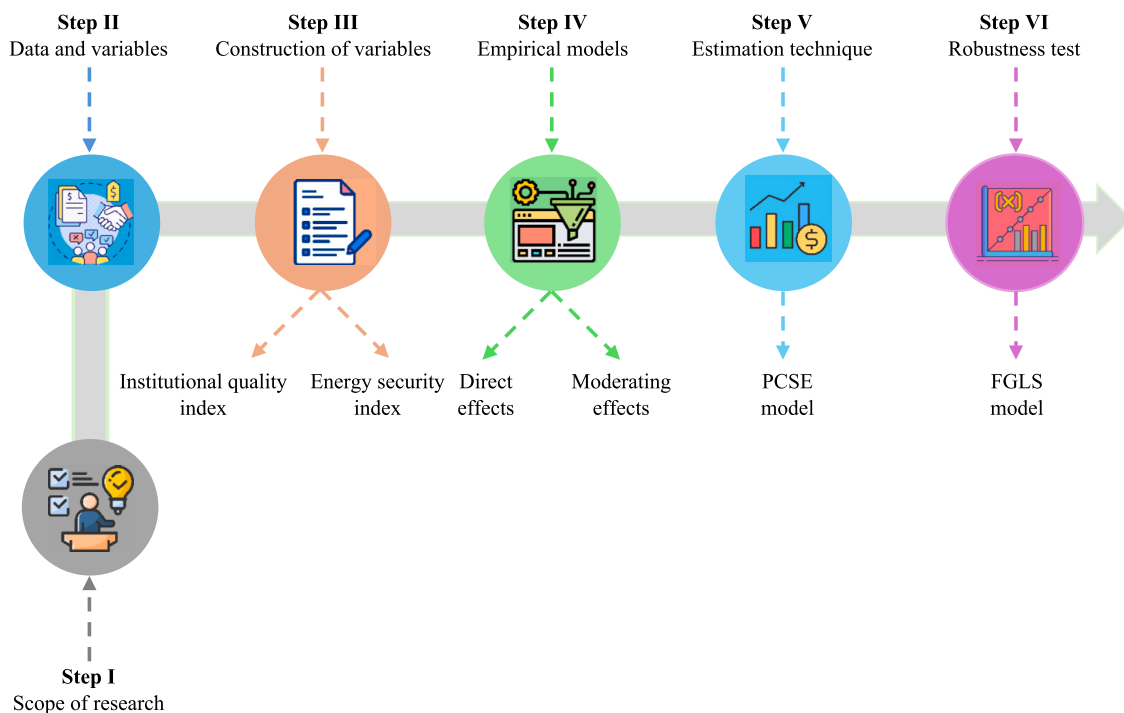 Step II
Data and variables
Step III
Construction of variables
Step IV
Empirical models
Step V
Estimation technique
Step VI
Robustness test
Institutional quality
index
Energy security
index
Direct
effects
Moderating
effects
PCSE
model
FGLS
model
Step I
Scope of research